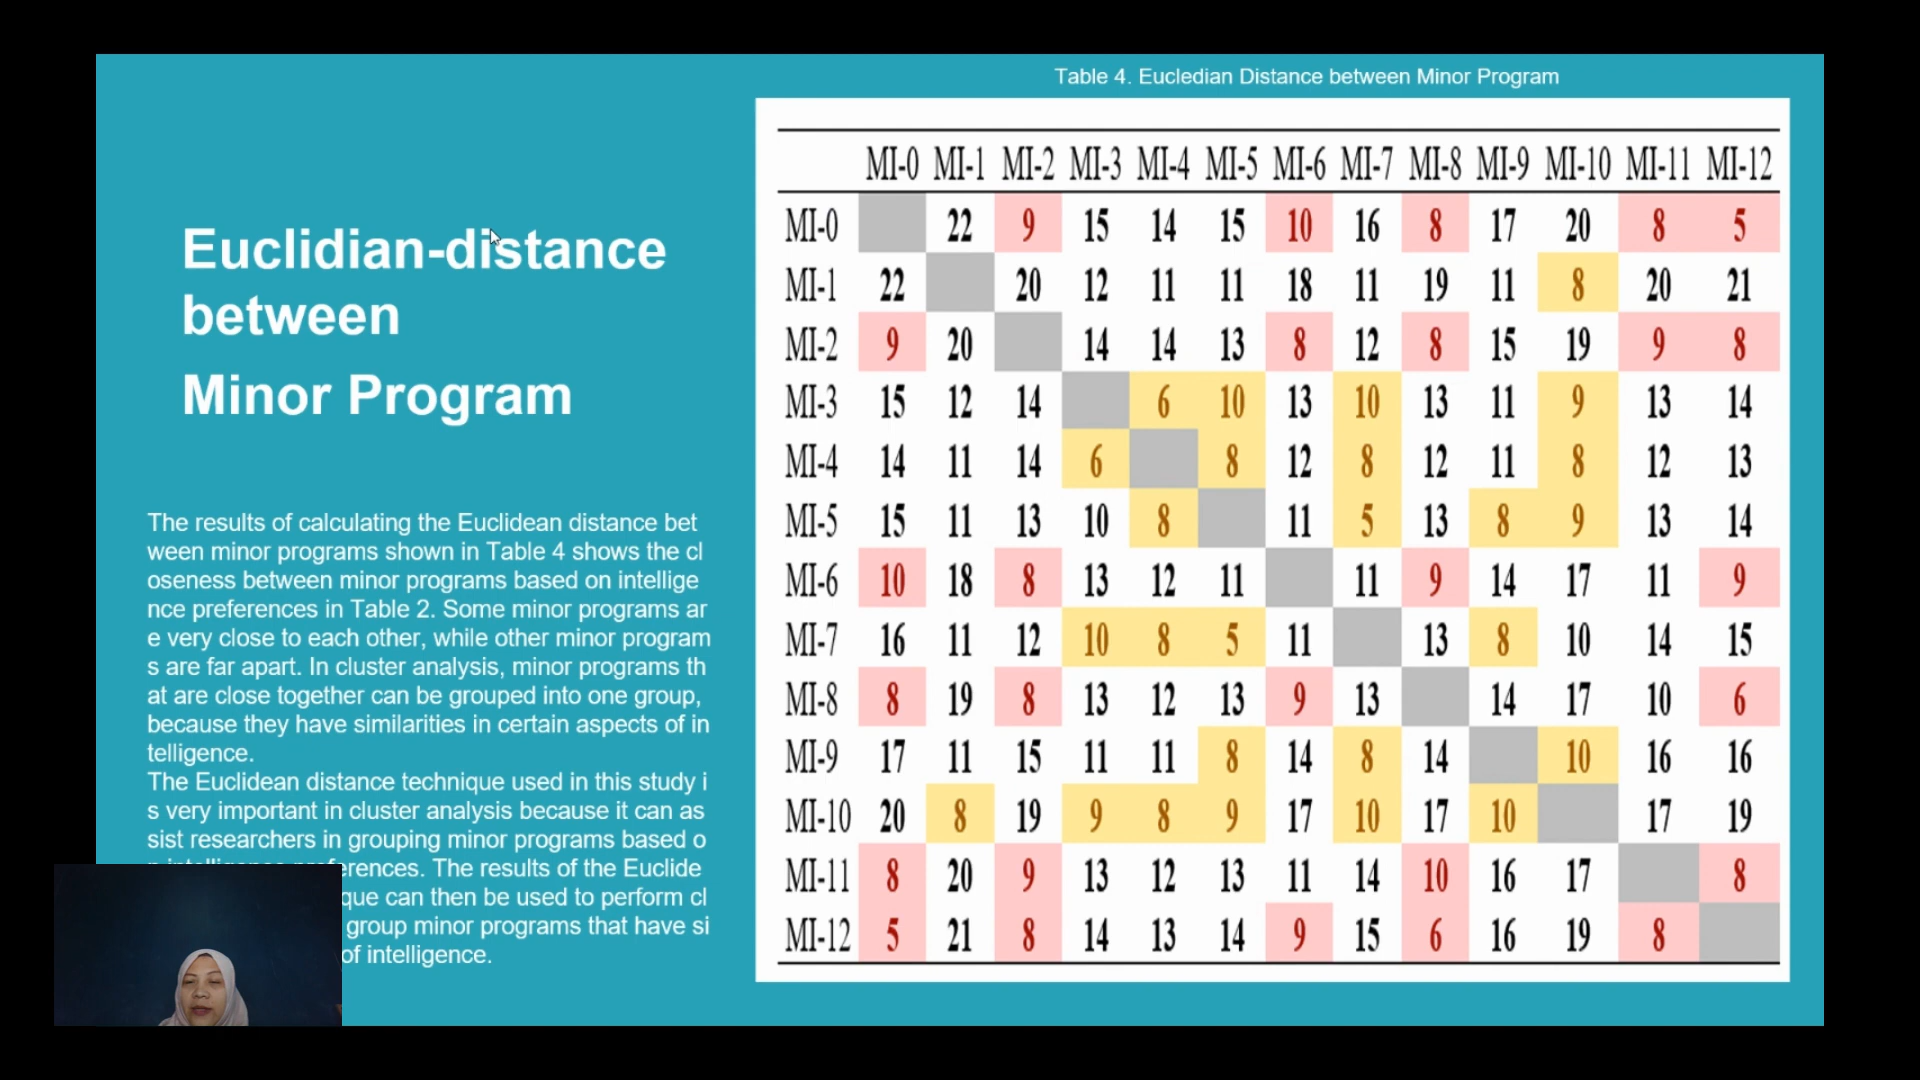 Table 4. Eucledian Distance between Minor Program
Euclidian-distance
between
Minor Program
The results of calculating the Euclidean distance bet
ween minor programs shown in Table 4 shows the cl
oseness between minor programs based on intellige
nce preferences in Table 2. Some minor programs ar
e very close to each other, while other minor program
s are far apart. In cluster analysis, minor programs th
at are close together can be grouped into one group,
because they have similarities in certain aspects of in
telligence.
The Euclidean distance technique used in this study i
s very important in cluster analysis because it can as
sist researchers in grouping minor programs based o
erences. The results of the Euclide
que can then be used to perform cl
group minor programs that have si
of intelligence.
MI-0 MI-1 MI-2 MI-3 MI-4 MI-5 MI-6 MI-7 MI-8 MI-9 MI-10 MI-11 MI-12
MI-0 22 9 15 14 15 10 16 8 17 20 8 5
MI-1 22 20 12 11 11 18 11 19 11 8 20 21
MI-2 9 20 14 14 13 8 12 8 15 19 9 8
MI-3 15 12 14 6 10 13 10 13 11 9 13 14
MI-4 14 11 14 6 8 12 8 12 11 8 12 13
MI-5 15 11 13 10 8 11 5 13 8 9 13 14
MI-6 10 18 8 13 12 11 11 9 14 17 11 9
MI-7 16 11 12 10 8 5 11 13 8 10 14 15
MI-8 8 19 8 13 12 13 9 13 14 17 10 6
MI-9 17 11 15 11 11 8 14 8 14 10 16 16
MI-10 20 8 19 9 8 9 17 10 17 10 17 19
MI-11 8 20 9 13 12 13 11 14 10 16 17 8
MI-12 5 21 8 14 13 14 9 15 6 16 19 8